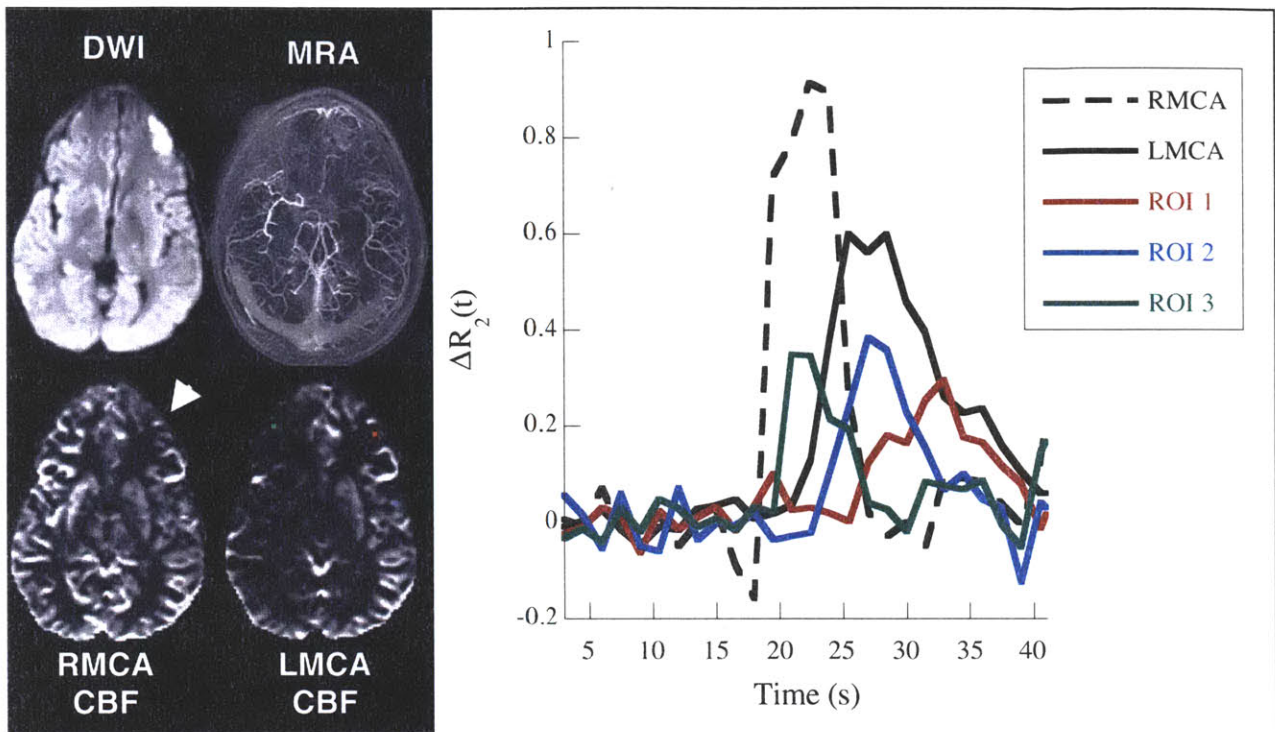 DWI
MRA
RMCA
CBF
LMCA
CBF
1
0.8
0.6
0.4
0.2
0
-0.2
ΔR₂(t)
5 10 15 20 25 30 35 40
Time (s)
RMCA
LMCA
ROI 1
ROI 2
ROI 3